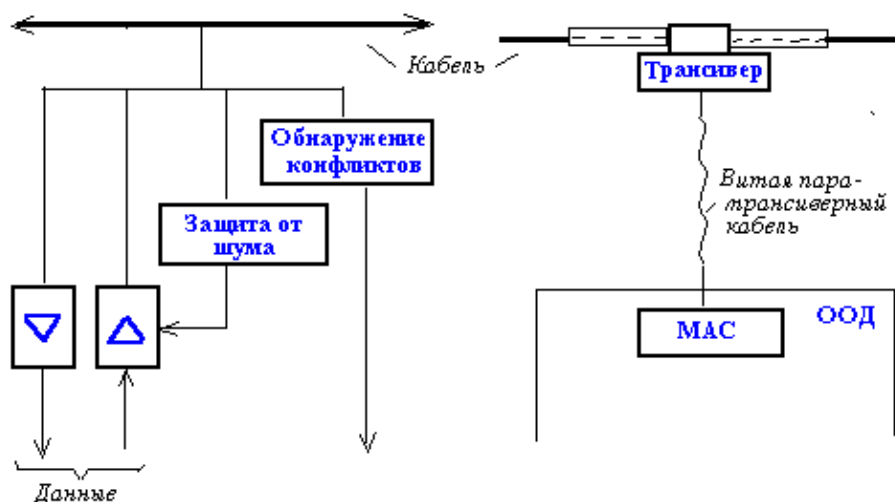 Кабель
Трансивер
Обнаружение
конфликтов
Витая пара-
трансиверный
кабель
Защита от
шума
МАС
ООД
Данные